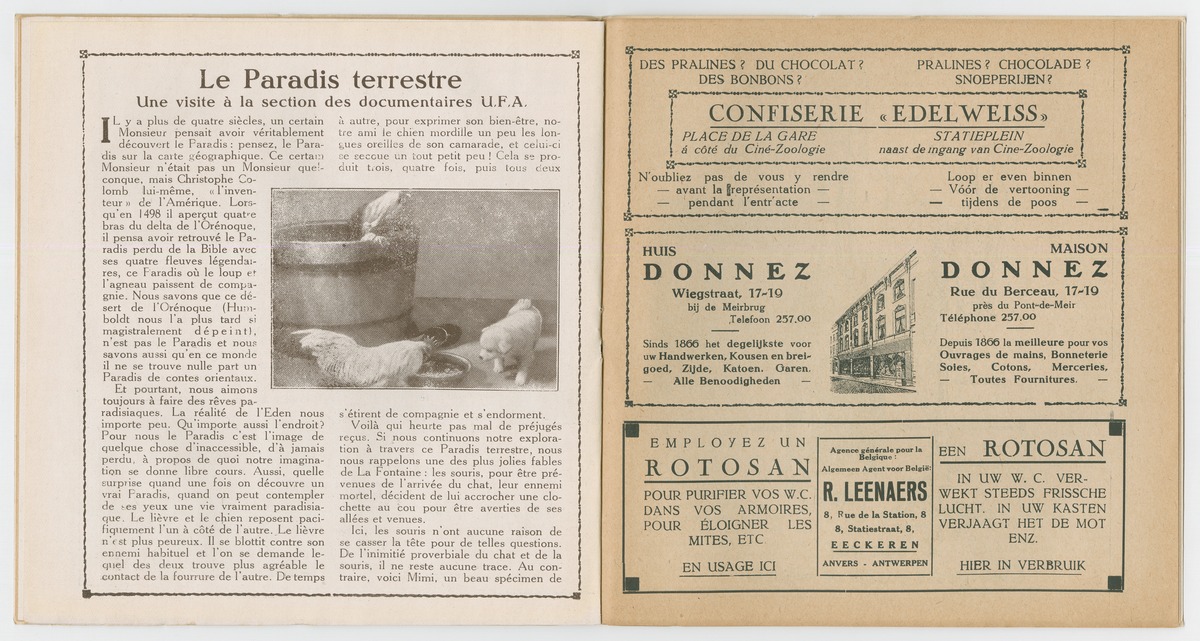 Le Paradis terrestre
Une visite à la section des documentaires U.F.A.
IL y a plus de quatre siècles, un certain
Monsieur pensait avoir véritablement
découvert le Paradis : pensez, le Para-
dis sur la carte géographique. Ce certain
Monsieur n'était pas un Monsieur quel-
conque, mais Christophe Co-
lomb lui-même, « l'inven-
teur » de l'Amérique. Lors-
qu'en 1498 il aperçut quatre
bras du delta de l'Orénoque,
il pensa avoir retrouvé le Pa-
radis perdu de la Bible avec
ses quatre fleuves légendai-
res, ce Paradis où le loup et
l'agneau paissent de compa-
gnie. Nous savons que ce dé-
sert de l'Orénoque (Hum-
boldt nous l'a plus tard si
magistralement dépeint),
n'est pas le Paradis et nous
savons aussi qu'en ce monde
il ne se trouve nulle part un
Paradis de contes orientaux.
Et pourtant, nous aimons
toujours à faire des rêves pa-
radisiaques. La réalité de l'Eden nous
importe peu. Qu'importe aussi l'endroit?
Pour nous le Paradis c'est l'image de
quelque chose d'inaccessible, d'à jamais
perdu, à propos de quoi notre imagina-
tion se donne libre cours. Aussi, quelle
surprise quand une fois on découvre un
vrai Paradis, quand on peut contempler
de ses yeux une vie vraiment paradisia-
que. Le lièvre et le chien reposent paci-
fiquement l'un à côté de l'autre. Le lièvre
n'est plus peureux. Il se blottit contre son
ennemi habituel et l'on se demande le-
quel des deux trouve plus agréable le
contact de la fourrure de l'autre. De temps
à autre, pour exprimer son bien-être, no-
tre ami le chien mordille un peu les lon-
gues oreilles de son camarade, et celui-ci
se secoue un tout petit peu ! Cela se pro-
duit trois, quatre fois, puis tous deux
s'étirent de compagnie et s'endorment.
Voilà qui heurte pas mal de préjugés
reçus. Si nous continuons notre explora-
tion à travers ce Paradis terrestre, nous
nous rappelons une des plus jolies fables
de La Fontaine : les souris, pour être pré-
venues de l'arrivée du chat, leur ennemi
mortel, décident de lui accrocher une clo-
chette au cou pour être averties de ses
allées et venues.
Ici, les souris n'ont aucune raison de
se casser la tête pour de telles questions.
De l'inimitié proverbiale du chat et de la
souris, il ne reste aucune trace. Au con-
traire, voici Mimi, un beau spécimen de
DES PRALINES ? DU CHOCOLAT ?
DES BONBONS ?
PRALINES ? CHOCOLADE ?
SNOEPERIJEN ?
CONFISERIE « EDELWEISS »
PLACE DE LA GARE
à côté du Ciné-Zoologie
STATIEPLEIN
naast de ingang van Cine-Zoologie
N'oubliez pas de vous y rendre
— avant la représentation —
— pendant l'entr'acte —
Loop er even binnen
— Vóór de vertooning —
— tijdens de poos —
HUIS
DONNEZ
Wiegstraat, 17-19
bij de Meirbrug
Telefoon 257.00
Sinds 1866 het degelijkste voor
uw Handwerken, Kousen en brei-
goed, Zijde, Katoen. Garen.
— Alle Benoodigheden —
MAISON
DONNEZ
Rue du Berceau, 17-19
près du Pont-de-Meir
Téléphone 257.00
Depuis 1866 la meilleure pour vos
Ouvrages de mains, Bonneterie
Soies, Cotons, Merceries,
— Toutes Fournitures. —
EMPLOYEZ UN
ROTOSAN
POUR PURIFIER VOS W.C.
DANS VOS ARMOIRES,
POUR ÉLOIGNER LES
MITES, ETC
EN USAGE ICI
Agence générale pour la
Belgique :
Algemeen Agent voor België:
R. LEENAERS
8, Rue de la Station, 8
8, Statiestraat, 8,
EECKEREN
ANVERS - ANTWERPEN
EEN ROTOSAN
IN UW W. C. VER-
WEKT STEEDS FRISSCHE
LUCHT. IN UW KASTEN
VERJAAGT HET DE MOT
ENZ.
HIER IN VERBRUIK